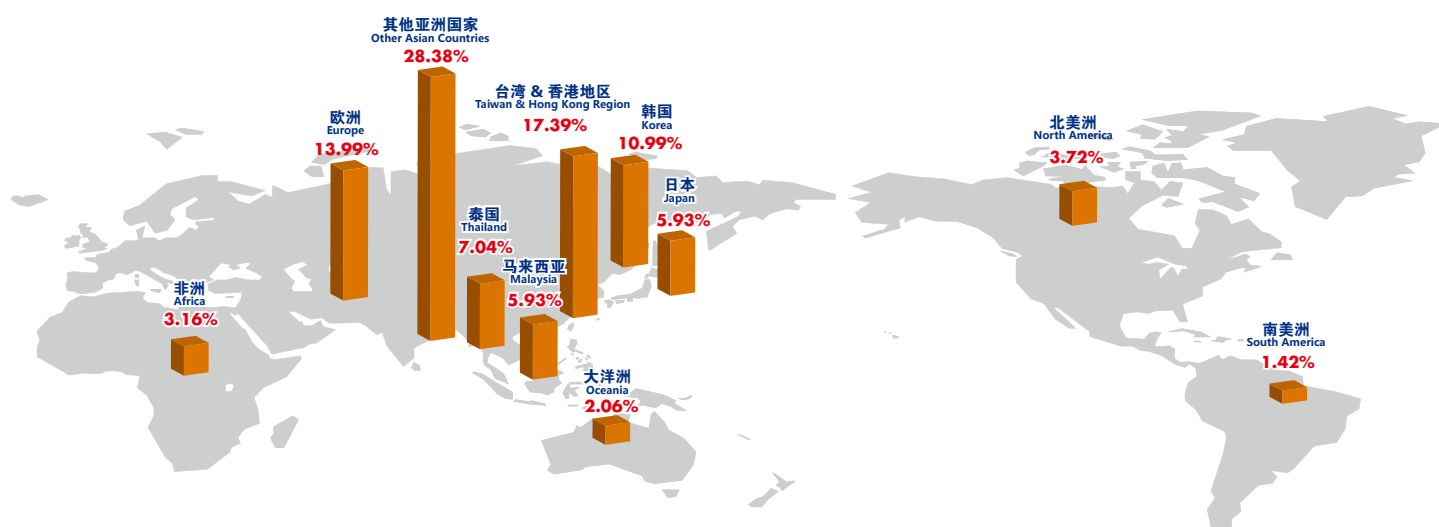 其他亚洲国家
Other Asian Countries
28.38%
台湾 & 香港地区
Taiwan & Hong Kong Region
17.39%
欧洲
Europe
13.99%
韩国
Korea
10.99%
北美洲
North America
3.72%
日本
Japan
5.93%
泰国
Thailand
7.04%
马来西亚
Malaysia
5.93%
非洲
Africa
3.16%
南美洲
South America
1.42%
大洋洲
Oceania
2.06%